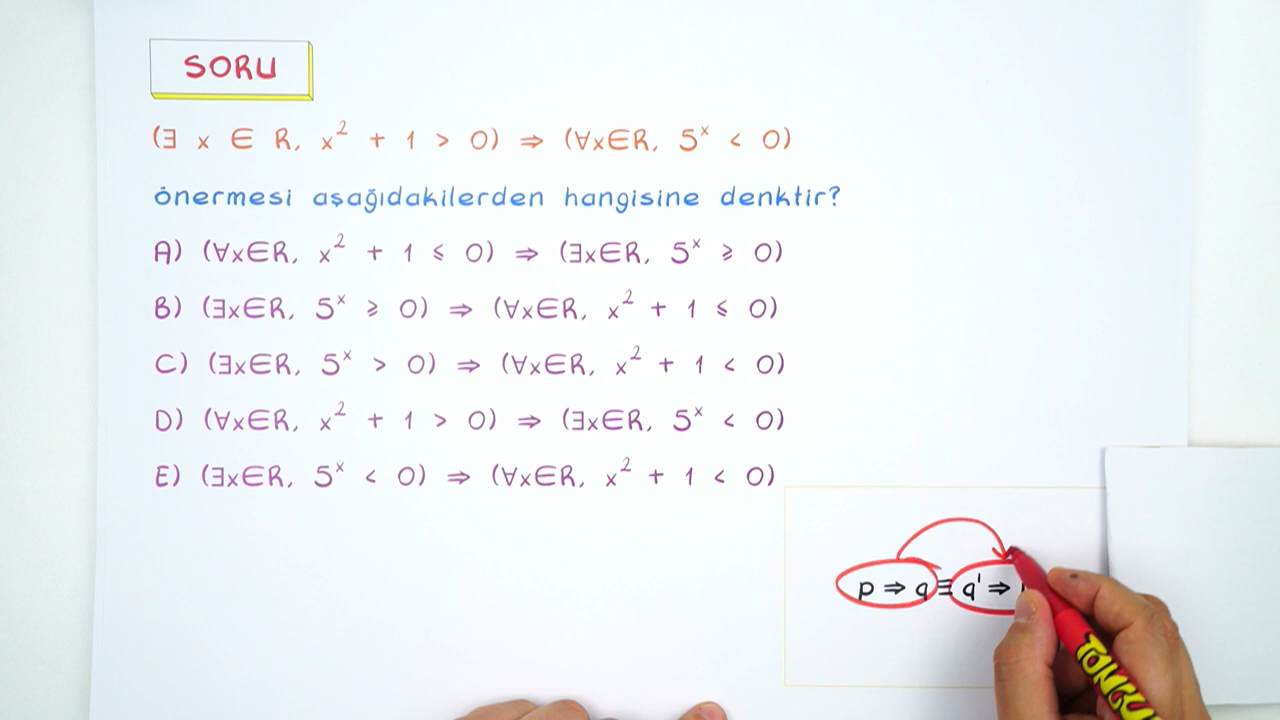 SORU
(∃ x ∈ R, x² + 1 > 0) ⇒ (∀x∈R, 5ˣ < 0)
önermesi aşağıdakilerden hangisine denktir?
A) (∀x∈R, x² + 1 ≤ 0) ⇒ (∃x∈R, 5ˣ ≥ 0)
B) (∃x∈R, 5ˣ ≥ 0) ⇒ (∀x∈R, x² + 1 ≤ 0)
C) (∃x∈R, 5ˣ > 0) ⇒ (∀x∈R, x² + 1 < 0)
D) (∀x∈R, x² + 1 > 0) ⇒ (∃x∈R, 5ˣ < 0)
E) (∃x∈R, 5ˣ < 0) ⇒ (∀x∈R, x² + 1 < 0)
p ⇒ q ≡ q' ⇒